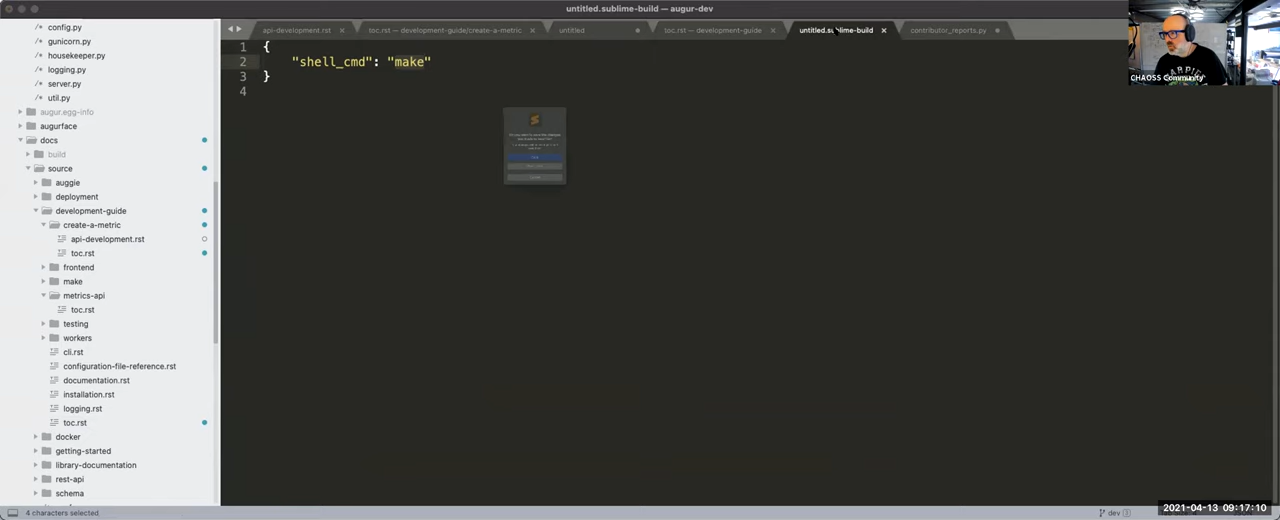 untitled.sublime-build — augur-dev
api-development.rst
toc.rst — development-guide/create-a-metric
untitled
toc.rst — development-guide
untitled.sublime-build
contributor_reports.py
config.py
gunicorn.py
housekeeper.py
logging.py
server.py
util.py
augur.egg-info
augurface
docs
build
source
auggie
deployment
development-guide
create-a-metric
api-development.rst
toc.rst
frontend
make
metrics-api
toc.rst
testing
workers
cli.rst
configuration-file-reference.rst
documentation.rst
installation.rst
logging.rst
toc.rst
docker
getting-started
library-documentation
rest-api
schema
1 {
2 "shell_cmd": "make"
3 }
4
CHAOSS Community
4 characters selected
dev 3
2021-04-13 09:17:10